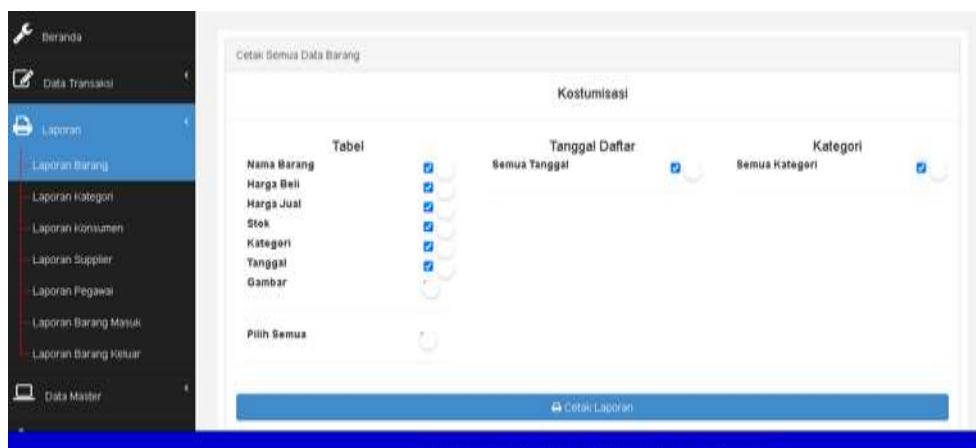 Beranda
Data Transaksi
Laporan
Laporan Barang
Laporan Kategori
Laporan Konsumen
Laporan Supplier
Laporan Pegawai
Laporan Barang Masuk
Laporan Barang Keluar
Data Master
Cetak Semua Data Barang
Kostumisasi
Tabel
Nama Barang
Harga Beli
Harga Jual
Stok
Kategori
Tanggal
Gambar
Pilih Semua
Tanggal Daftar
Semua Tanggal
Kategori
Semua Kategori
Cetak Laporan